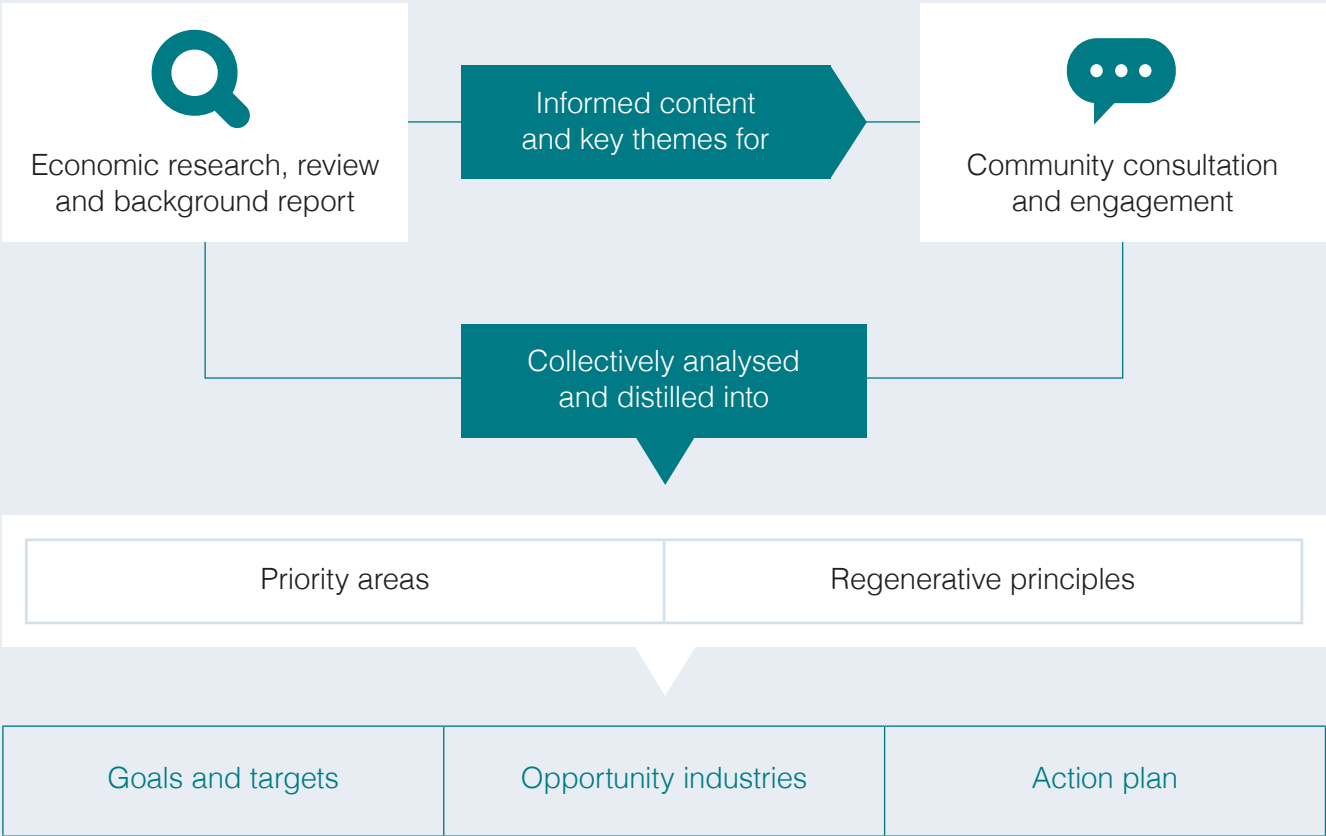 Informed content
and key themes for
Economic research, review
and background report
Community consultation
and engagement
Collectively analysed
and distilled into
Priority areas
Regenerative principles
Goals and targets
Opportunity industries
Action plan